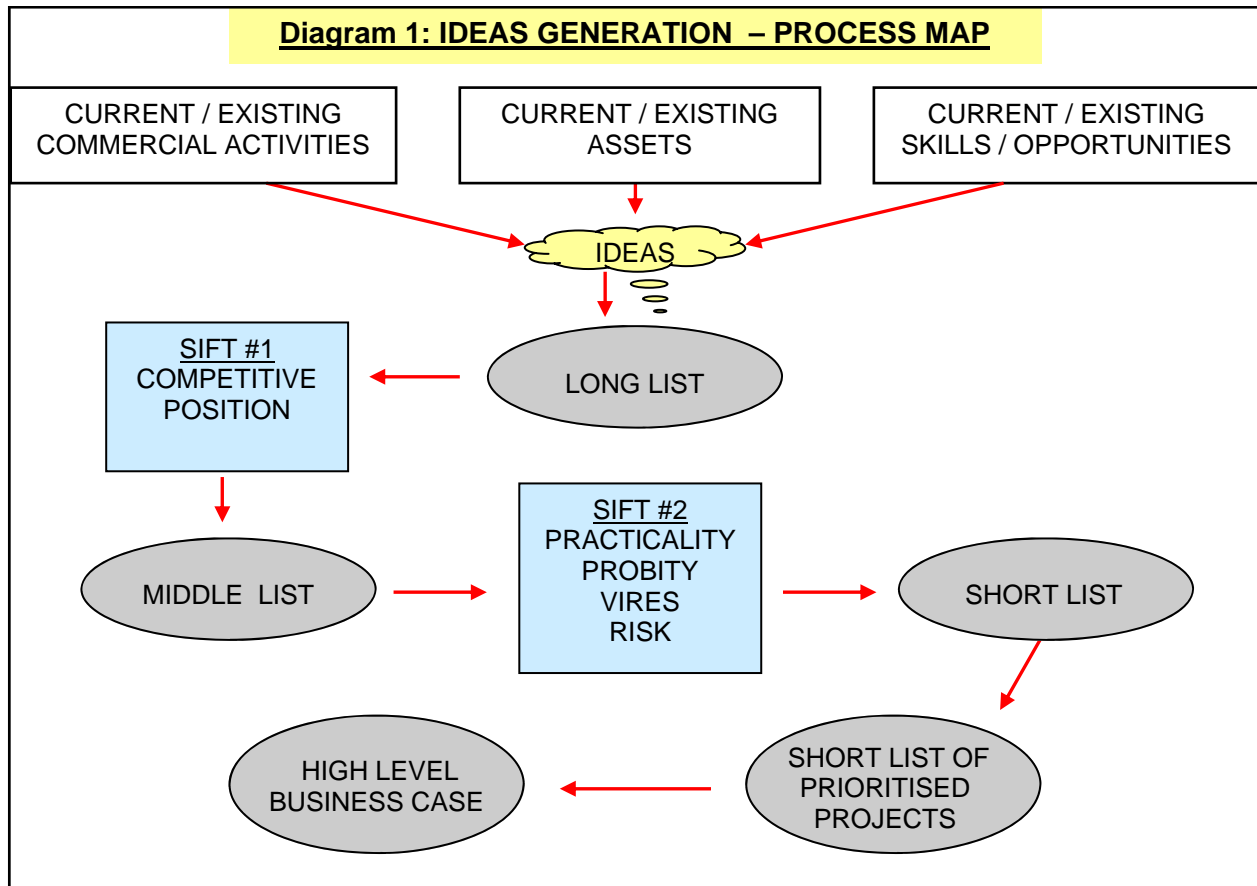 Diagram 1: IDEAS GENERATION – PROCESS MAP
CURRENT / EXISTING
COMMERCIAL ACTIVITIES
CURRENT / EXISTING
ASSETS
CURRENT / EXISTING
SKILLS / OPPORTUNITIES
IDEAS
LONG LIST
SIFT #1
COMPETITIVE
POSITION
MIDDLE LIST
SIFT #2
PRACTICALITY
PROBITY
VIRES
RISK
SHORT LIST
SHORT LIST OF
PRIORITISED
PROJECTS
HIGH LEVEL
BUSINESS CASE